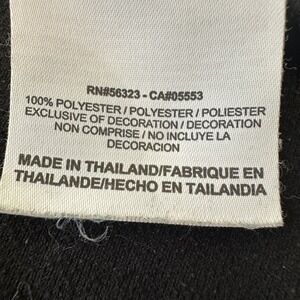 RN#56323 - CA#05553
100% POLYESTER / POLYESTER / POLIESTER
EXCLUSIVE OF DECORATION / DECORATION
NON COMPRISE / NO INCLUYE LA
DECORACION
MADE IN THAILAND/FABRIQUE EN
THAILANDE/HECHO EN TAILANDIA